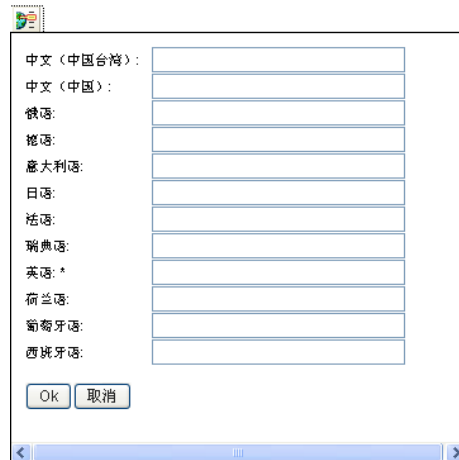 中文（中国台湾）:
中文（中国）:
俄语:
德语:
意大利语:
日语:
法语:
瑞典语:
英语: *
荷兰语:
葡萄牙语:
西班牙语:
Ok 取消